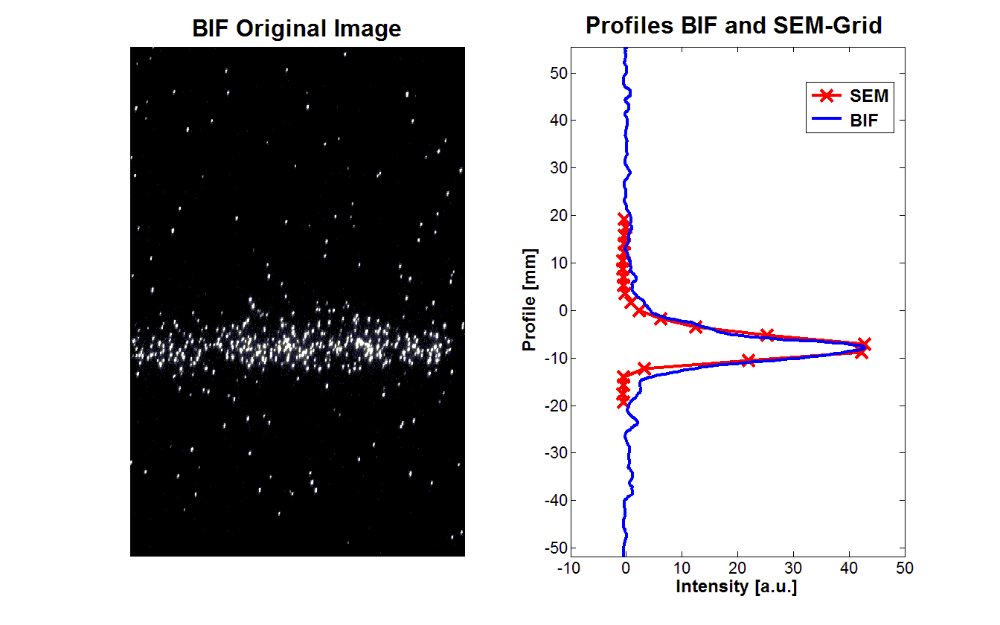 BIF Original Image
Profiles BIF and SEM-Grid
SEM
BIF
50
40
30
20
10
0
-10
-20
-30
-40
-50
Profile [mm]
-10 0 10 20 30 40 50
Intensity [a.u.]